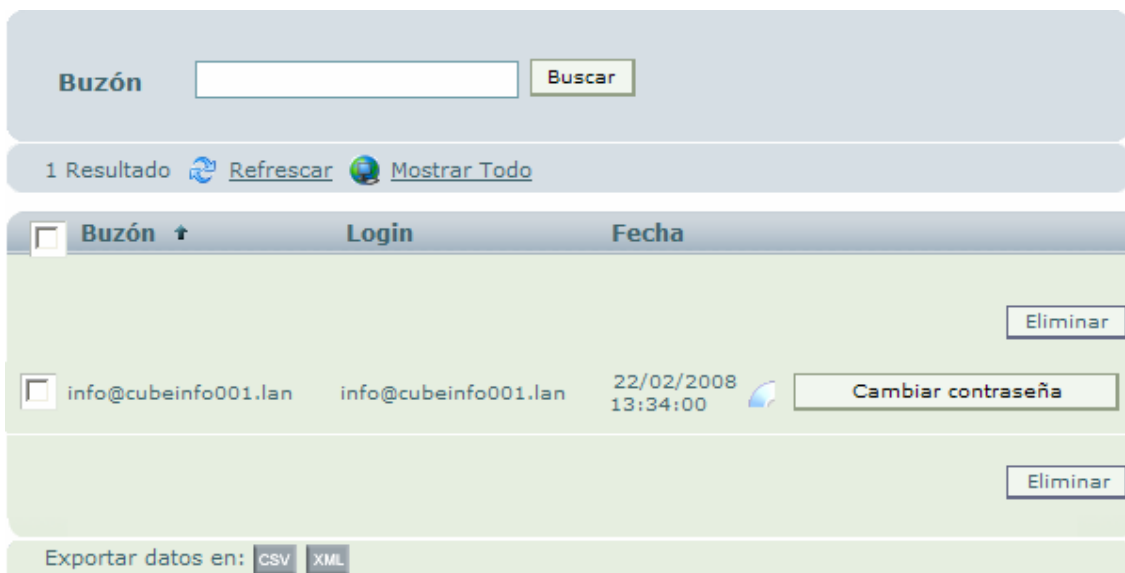 Buzón Buscar
1 Resultado Refrescar Mostrar Todo
Buzón Login Fecha
Eliminar
info@cubeinfo001.lan info@cubeinfo001.lan 22/02/2008 13:34:00 Cambiar contraseña
Eliminar
Exportar datos en: CSV XML